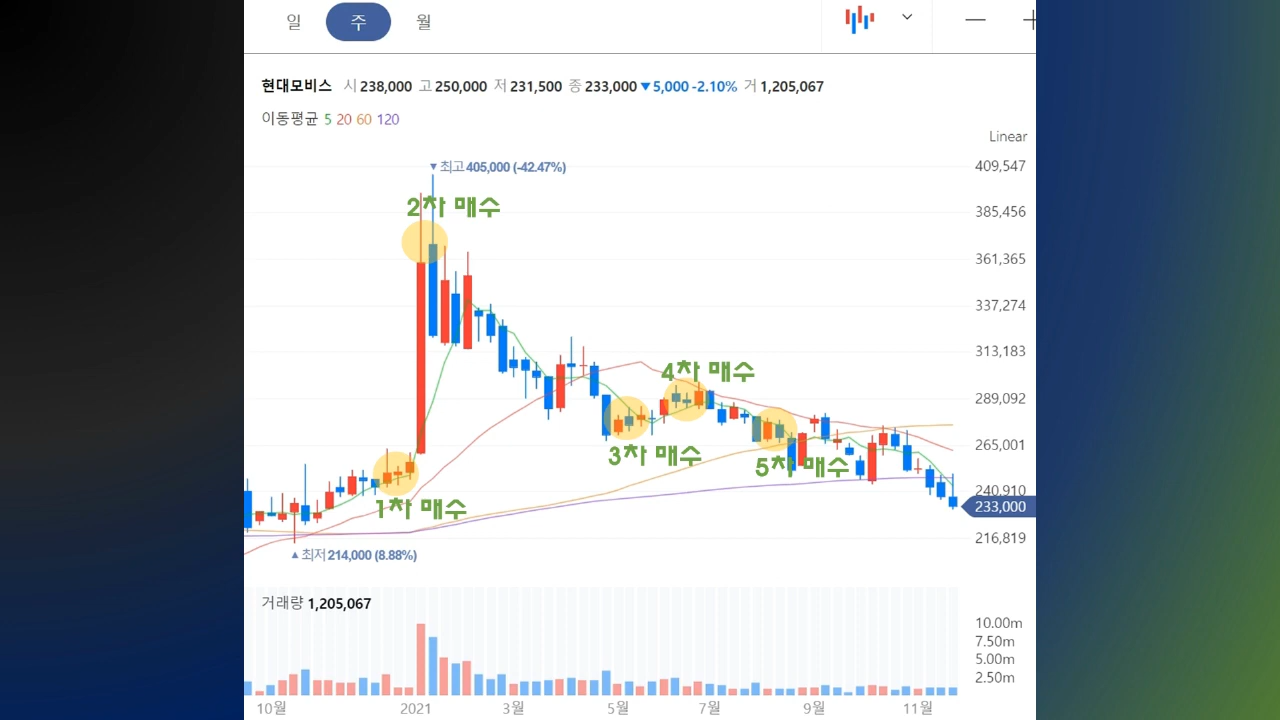 일 주 월
현대모비스 시 238,000 고 250,000 저 231,500 종 233,000 ▼5,000 -2.10% 거 1,205,067
이동평균 5 20 60 120
Linear
▼최고 405,000 (-42.47%)
409,547
2차 매수
385,456
361,365
337,274
313,183
4차 매수
289,092
3차 매수
265,001
5차 매수
240,910
1차 매수
233,000
216,819
▲최저 214,000 (8.88%)
거래량 1,205,067
10.00m
7.50m
5.00m
2.50m
10월 2021 3월 5월 7월 9월 11월